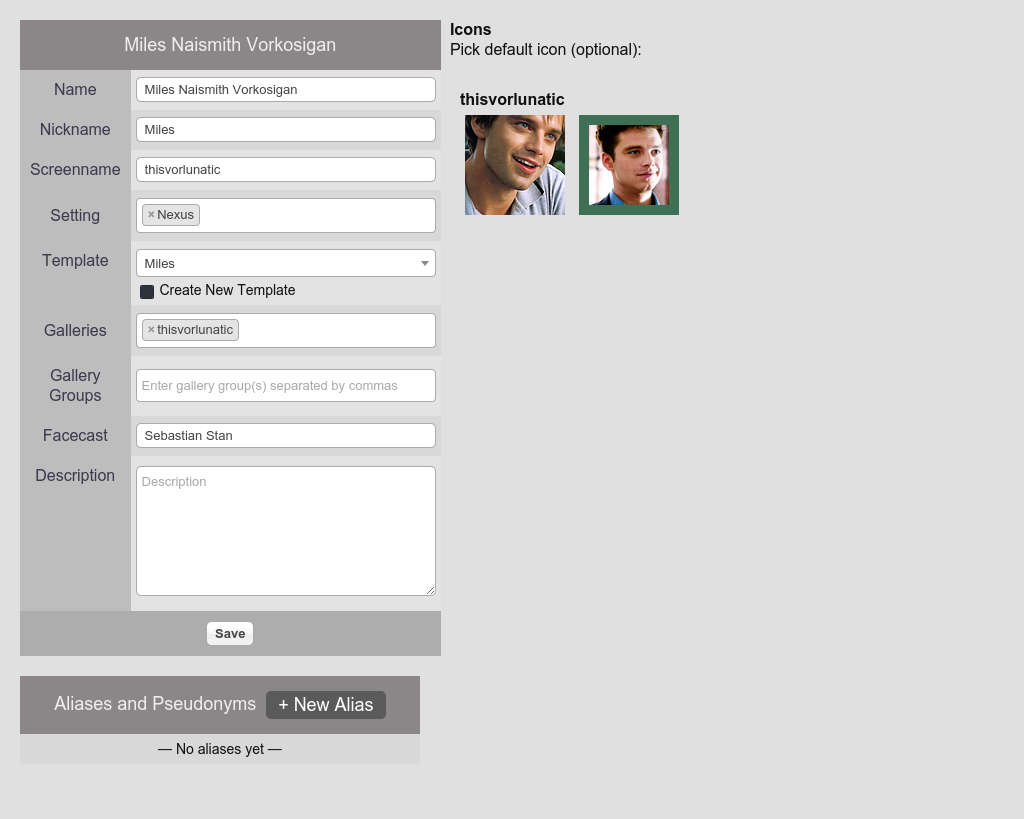 Miles Naismith Vorkosigan
Name
Miles Naismith Vorkosigan
Nickname
Miles
Screenname
thisvorlunatic
Setting
× Nexus
Template
Miles
Create New Template
Galleries
× thisvorlunatic
Gallery
Groups
Enter gallery group(s) separated by commas
Facecast
Sebastian Stan
Description
Description
Save
Aliases and Pseudonyms
+ New Alias
— No aliases yet —
Icons
Pick default icon (optional):
thisvorlunatic